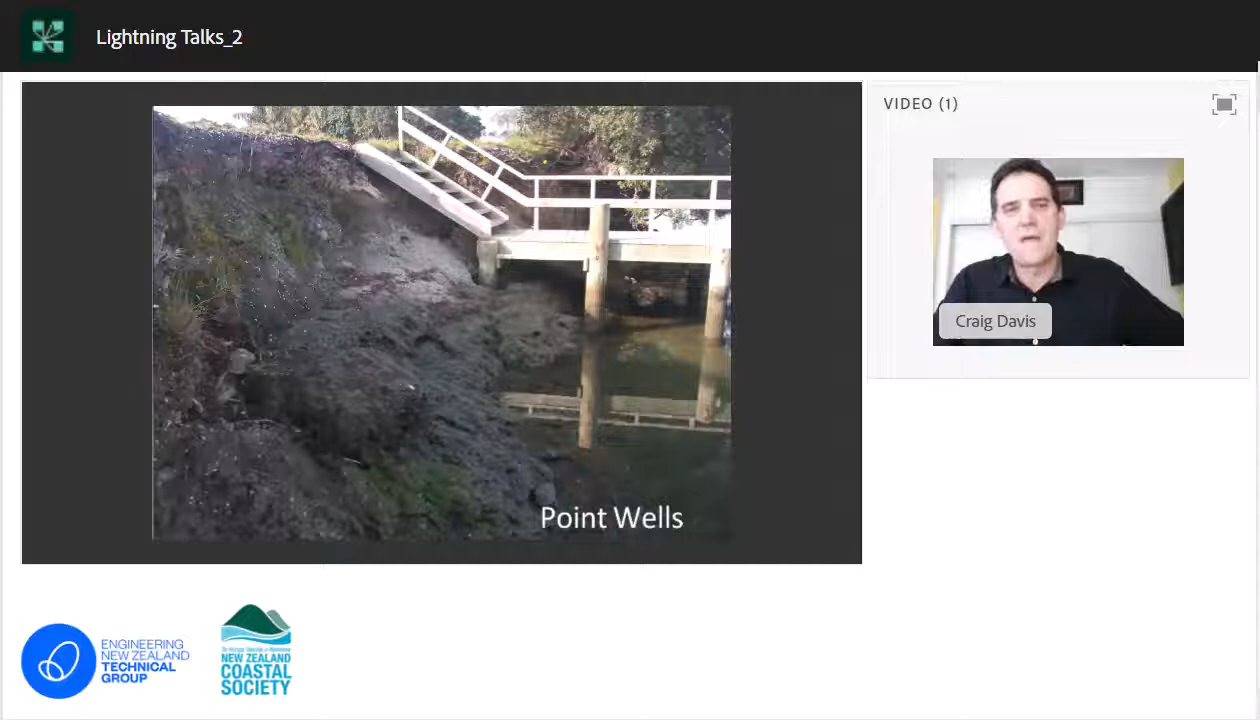 Lightning Talks_2
VIDEO (1)
Craig Davis
Point Wells
ENGINEERING
NEW ZEALAND
TECHNICAL
GROUP
NEW ZEALAND
COASTAL
SOCIETY